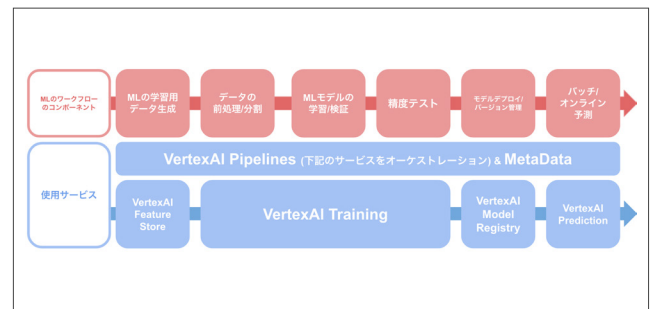 MLのワークフロー
のコンポーネント
MLの学習用
データ生成
データの
前処理/分割
MLモデルの
学習/検証
精度テスト
モデルデプロイ/
バージョン管理
バッチ/
オンライン
予測
使用サービス
VertexAI Pipelines (下記のサービスをオーケストレーション) & MetaData
VertexAI
Feature
Store
VertexAI Training
VertexAI
Model
Registry
VertexAI
Prediction